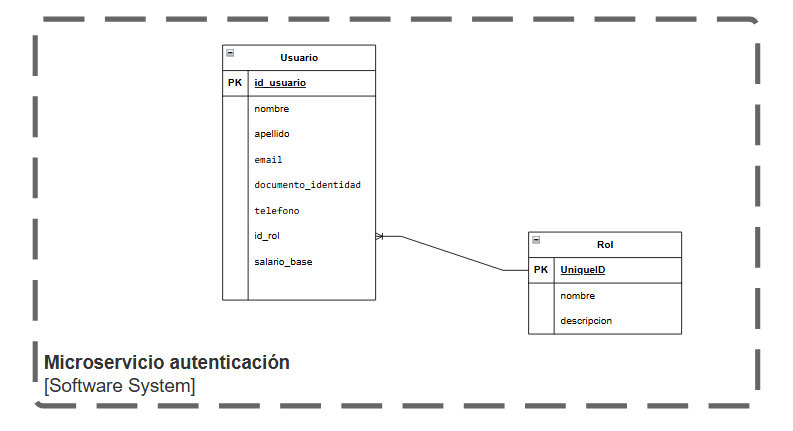 Usuario
PK id_usuario
nombre
apellido
email
documento_identidad
telefono
id_rol
salario_base
Rol
PK UniqueID
nombre
descripcion
Microservicio autenticación
[Software System]